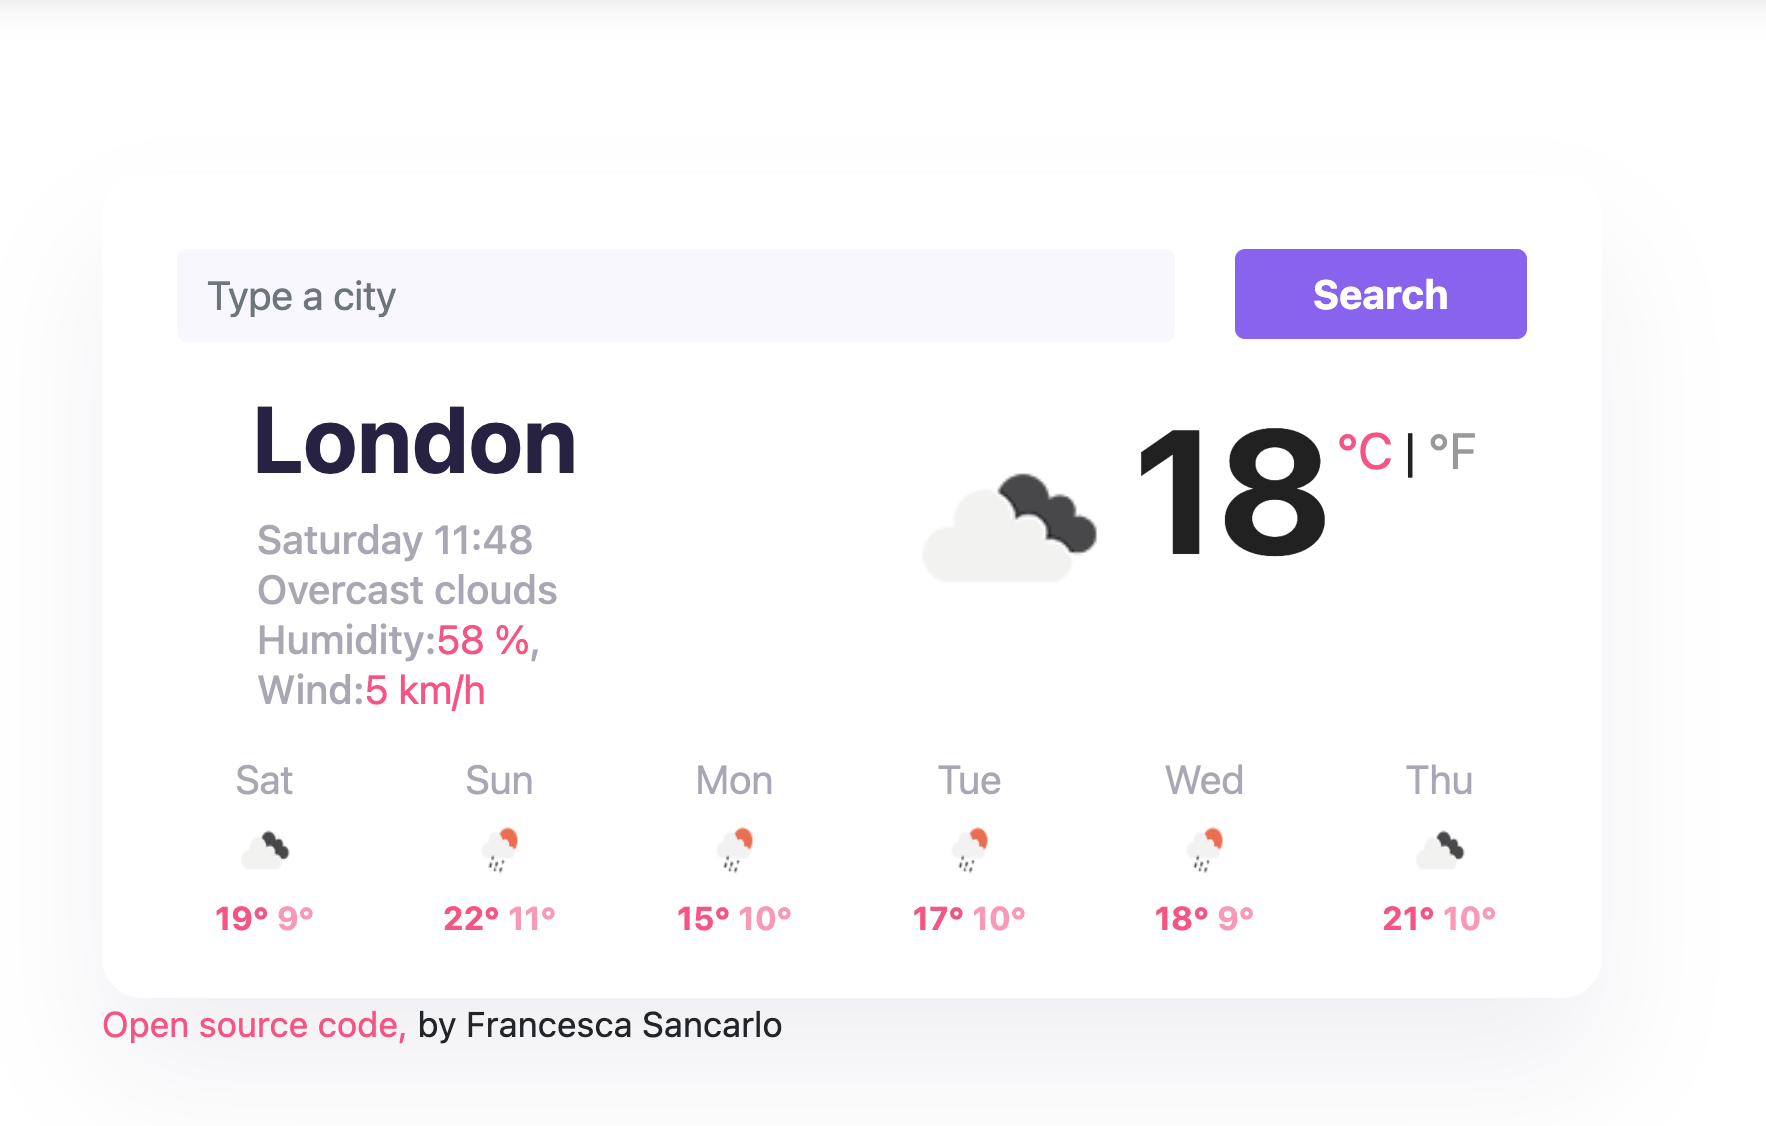 Type a city
Search
London
18 °C | °F
Saturday 11:48
Overcast clouds
Humidity:58 %,
Wind:5 km/h
Sat Sun Mon Tue Wed Thu
19° 9° 22° 11° 15° 10° 17° 10° 18° 9° 21° 10°
Open source code, by Francesca Sancarlo